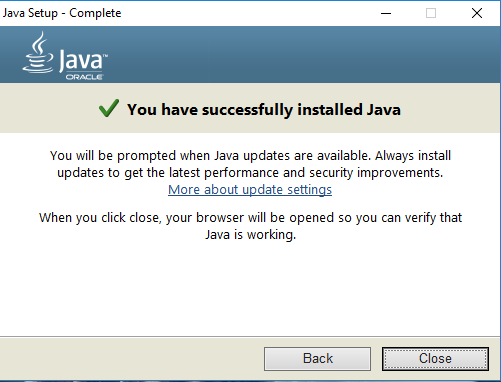 Java Setup - Complete
Java™
ORACLE
You have successfully installed Java
You will be prompted when Java updates are available. Always install
updates to get the latest performance and security improvements.
More about update settings
When you click close, your browser will be opened so you can verify that
Java is working.
Back
Close